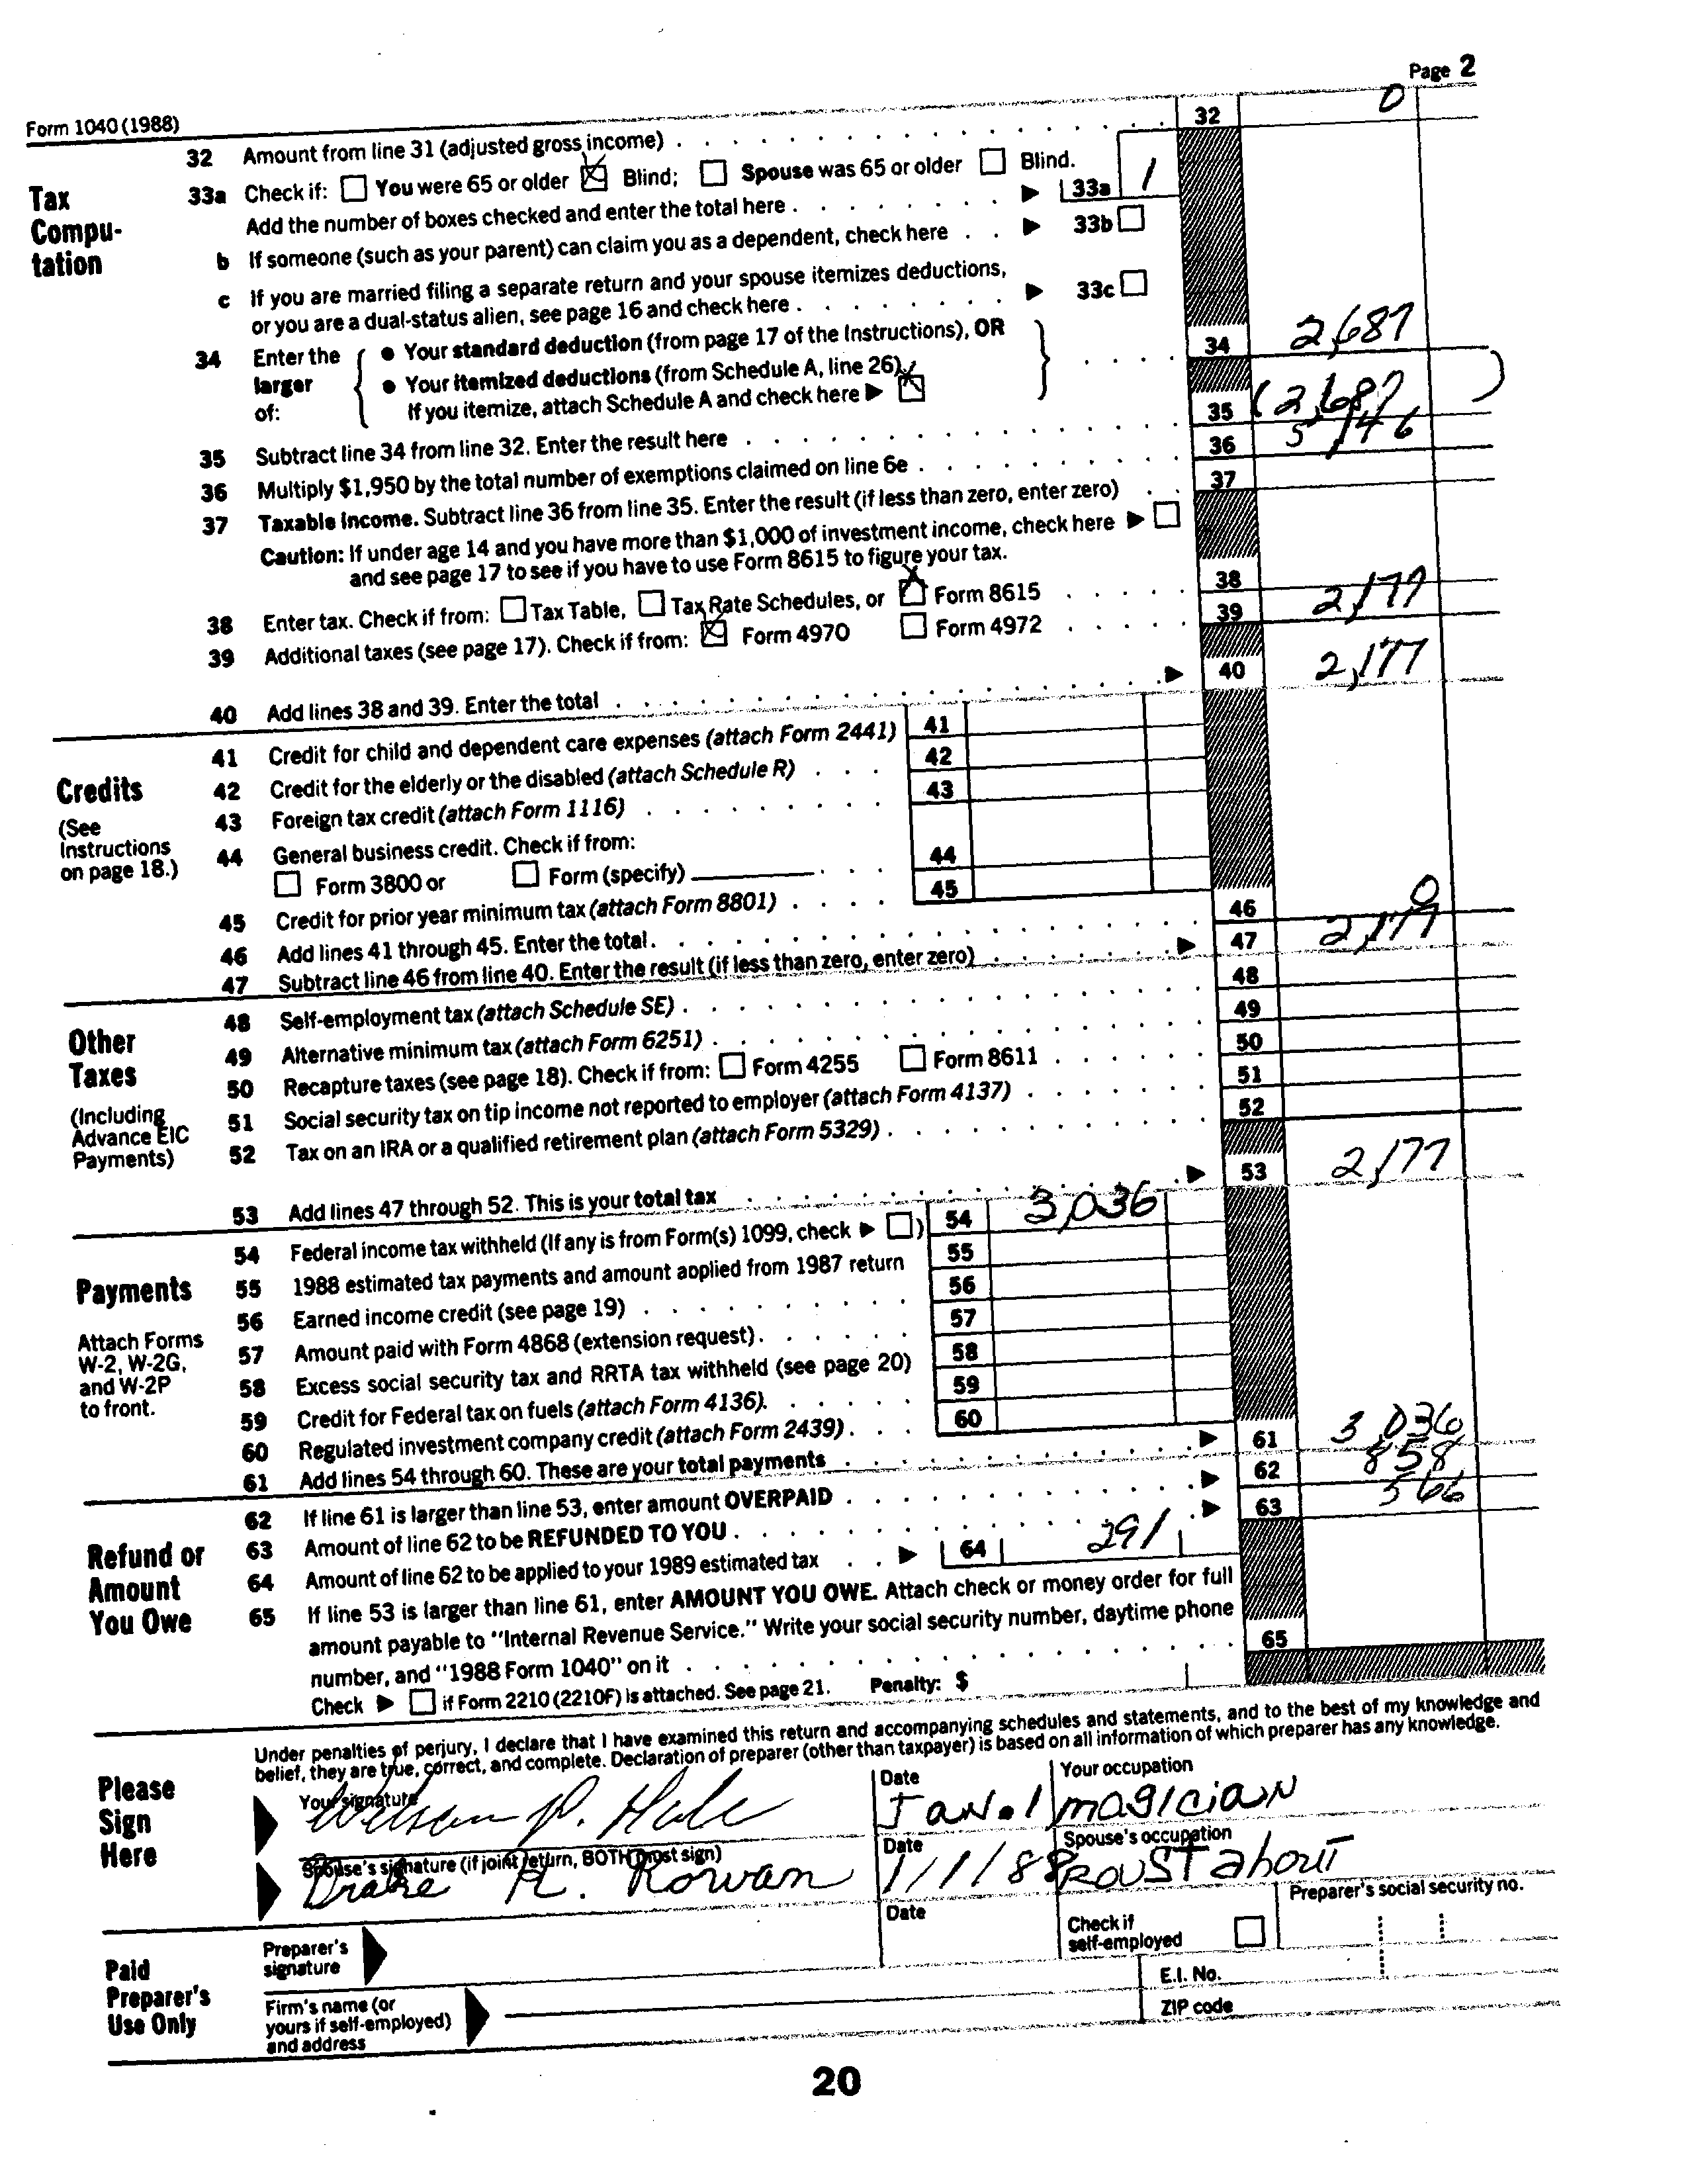 Page 2
Form 1040 (1988)
32 Amount from line 31 (adjusted gross income) 32 0
Tax Compu- tation
33a Check if: You were 65 or older Blind; Spouse was 65 or older Blind.
Add the number of boxes checked and enter the total here 33a 1
b If someone (such as your parent) can claim you as a dependent, check here 33b
c If you are married filing a separate return and your spouse itemizes deductions,
or you are a dual-status alien, see page 16 and check here 33c
34 Enter the larger of: • Your standard deduction (from page 17 of the Instructions), OR
• Your itemized deductions (from Schedule A, line 26).
If you itemize, attach Schedule A and check here 34 2,687
35 Subtract line 34 from line 32. Enter the result here 35 (2,687)
36 Multiply $1,950 by the total number of exemptions claimed on line 6e 36 5,146
37 Taxable income. Subtract line 36 from line 35. Enter the result (if less than zero, enter zero) 37
Caution: If under age 14 and you have more than $1,000 of investment income, check here
and see page 17 to see if you have to use Form 8615 to figure your tax.
38 Enter tax. Check if from: Tax Table, Tax Rate Schedules, or Form 8615 38
39 Additional taxes (see page 17). Check if from: Form 4970 Form 4972 39 2,177
40 Add lines 38 and 39. Enter the total 40 2,177
Credits
(See Instructions on page 18.)
41 Credit for child and dependent care expenses (attach Form 2441) 41
42 Credit for the elderly or the disabled (attach Schedule R) 42
43 Foreign tax credit (attach Form 1116) 43
44 General business credit. Check if from:
Form 3800 or Form (specify) 44
45 Credit for prior year minimum tax (attach Form 8801) 45
46 Add lines 41 through 45. Enter the total 46 0
47 Subtract line 46 from line 40. Enter the result (if less than zero, enter zero) 47 2,177
Other Taxes
(Including Advance EIC Payments)
48 Self-employment tax (attach Schedule SE) 48
49 Alternative minimum tax (attach Form 6251) 49
50 Recapture taxes (see page 18). Check if from: Form 4255 Form 8611 50
51 Social security tax on tip income not reported to employer (attach Form 4137) 51
52 Tax on an IRA or a qualified retirement plan (attach Form 5329) 52
53 Add lines 47 through 52. This is your total tax 53 2,177
Payments
Attach Forms W-2, W-2G, and W-2P to front.
54 Federal income tax withheld (If any is from Form(s) 1099, check ) 54 3,036
55 1988 estimated tax payments and amount applied from 1987 return 55
56 Earned income credit (see page 19) 56
57 Amount paid with Form 4868 (extension request) 57
58 Excess social security tax and RRTA tax withheld (see page 20) 58
59 Credit for Federal tax on fuels (attach Form 4136) 59
60 Regulated investment company credit (attach Form 2439) 60
61 Add lines 54 through 60. These are your total payments 61 3 036
Refund or Amount You Owe
62 If line 61 is larger than line 53, enter amount OVERPAID 62 858
63 Amount of line 62 to be REFUNDED TO YOU 63 566
64 Amount of line 62 to be applied to your 1989 estimated tax 64 291
65 If line 53 is larger than line 61, enter AMOUNT YOU OWE. Attach check or money order for full
amount payable to "Internal Revenue Service." Write your social security number, daytime phone
number, and "1988 Form 1040" on it 65
Check if Form 2210 (2210F) is attached. See page 21. Penalty: $
Please Sign Here
Under penalties of perjury, I declare that I have examined this return and accompanying schedules and statements, and to the best of my knowledge and
belief, they are true, correct, and complete. Declaration of preparer (other than taxpayer) is based on all information of which preparer has any knowledge.
Your signature Date Your occupation
Wilson P. Hale Jan. 1 magician
Spouse's signature (if joint return, BOTH must sign) Date Spouse's occupation
Drake R. Rowan 1/1/88 Roustabout
Paid Preparer's Use Only
Preparer's signature Date Check if self-employed Preparer's social security no.
Firm's name (or yours if self-employed) and address E.I. No.
ZIP code
20